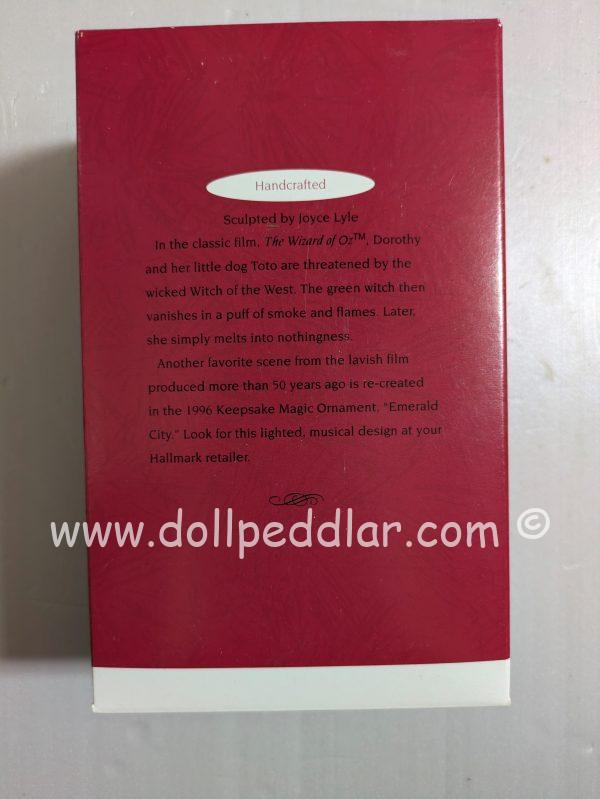 Handcrafted
Sculpted by Joyce Lyle
In the classic film, The Wizard of Oz™, Dorothy
and her little dog Toto are threatened by the
wicked Witch of the West. The green witch then
vanishes in a puff of smoke and flames. Later,
she simply melts into nothingness.
Another favorite scene from the lavish film
produced more than 50 years ago is re-created
in the 1996 Keepsake Magic Ornament, "Emerald
City." Look for this lighted, musical design at your
Hallmark retailer.
www.dollpeddlar.com ©